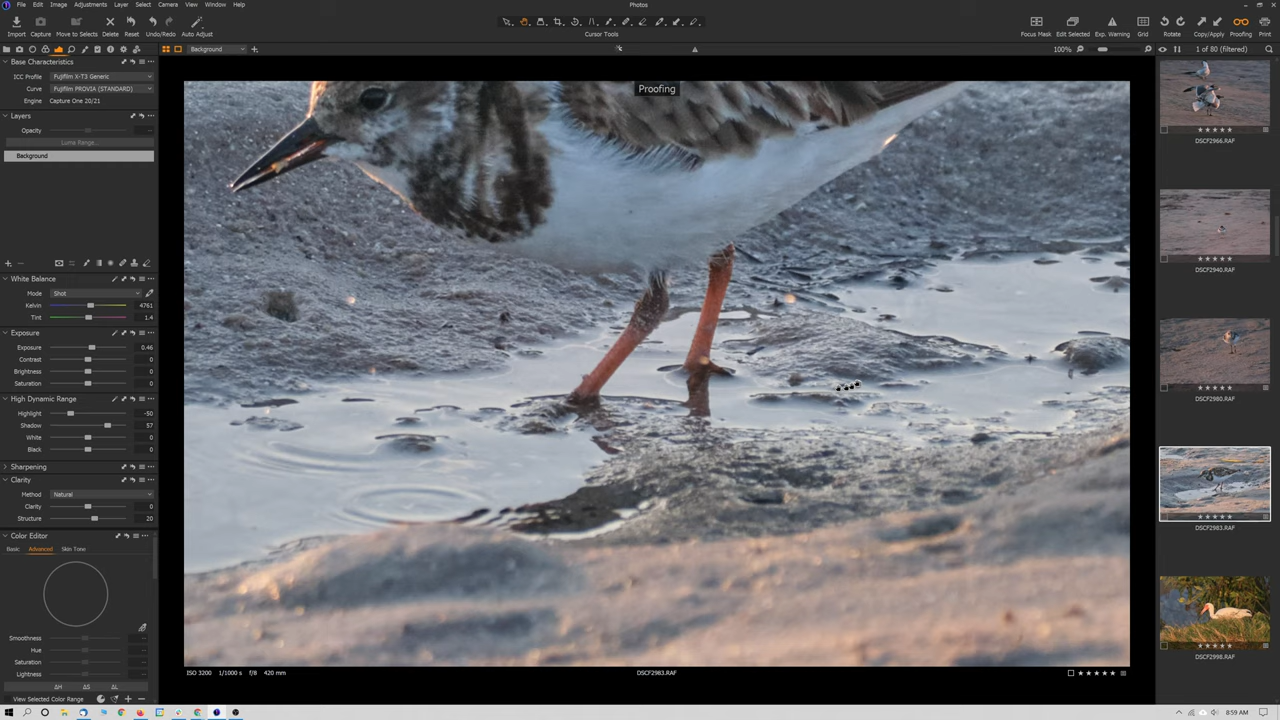 File Edit Image Adjustments Layer Select Camera View Window Help
Photos
Import Capture Move to Selects Delete Reset Undo/Redo Auto Adjust
Cursor Tools
Focus Mask Edit Selected Exp. Warning Grid Rotate Copy/Apply Proofing Print
Background
100%
1 of 80 (filtered)
Base Characteristics
ICC Profile Fujifilm X-T3 Generic
Curve Fujifilm PROVIA (STANDARD)
Engine Capture One 20/21
Layers
Opacity
Luma Range...
Background
White Balance
Mode Shot
Kelvin 4761
Tint 1.4
Exposure
Exposure 0.46
Contrast 0
Brightness 0
Saturation 0
High Dynamic Range
Highlight -50
Shadow 57
White 0
Black 0
Sharpening
Clarity
Method Natural
Clarity 0
Structure 20
Color Editor
Basic Advanced Skin Tone
Smoothness
Hue
Saturation
Lightness
ΔH ΔS ΔL
View Selected Color Range
Proofing
ISO 3200 1/1000 s f/8 420 mm
DSCF2983.RAF
DSCF2966.RAF
DSCF2940.RAF
DSCF2980.RAF
DSCF2983.RAF
DSCF2998.RAF
8:59 AM